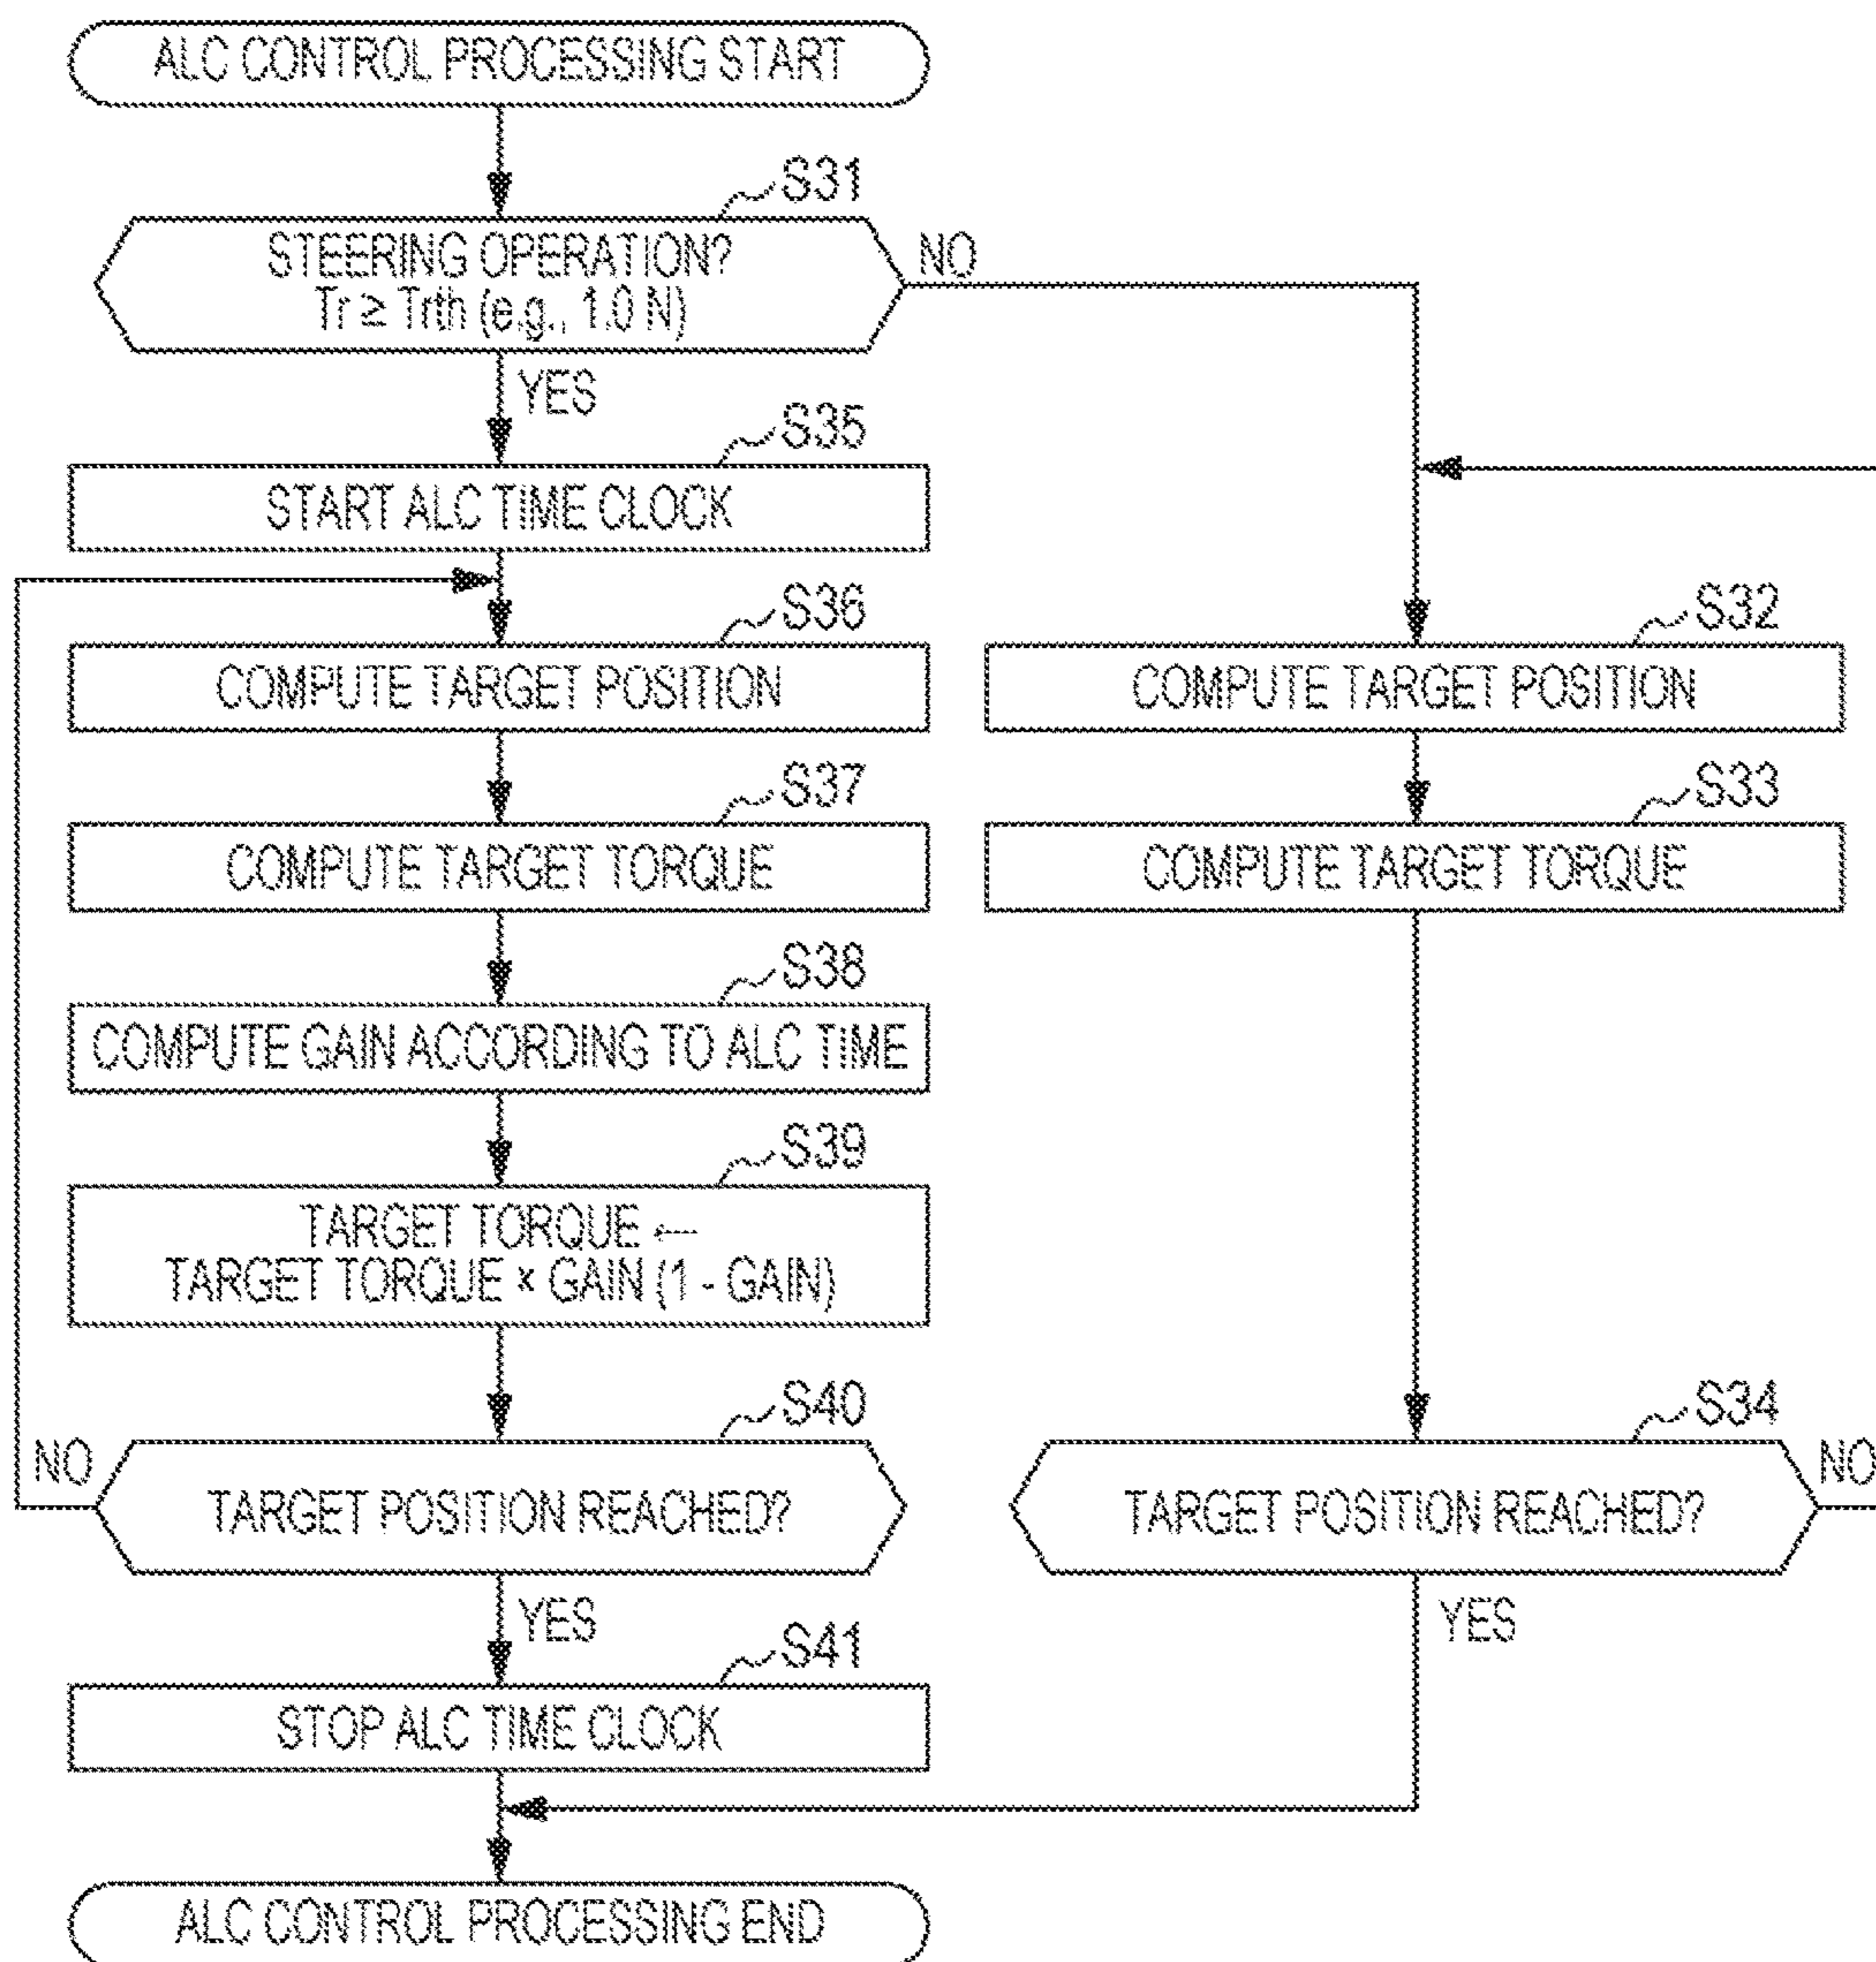 ALC CONTROL PROCESSING START
S31
STEERING OPERATION?
Tr ≥ Trth (e.g., 1.0 N)
NO
YES
S35
START ALC TIME CLOCK
S36
COMPUTE TARGET POSITION
S32
COMPUTE TARGET POSITION
S37
COMPUTE TARGET TORQUE
S33
COMPUTE TARGET TORQUE
S38
COMPUTE GAIN ACCORDING TO ALC TIME
S39
TARGET TORQUE ←
TARGET TORQUE × GAIN (1 - GAIN)
S40
NO
TARGET POSITION REACHED?
S34
TARGET POSITION REACHED?
NO
YES
YES
S41
STOP ALC TIME CLOCK
ALC CONTROL PROCESSING END